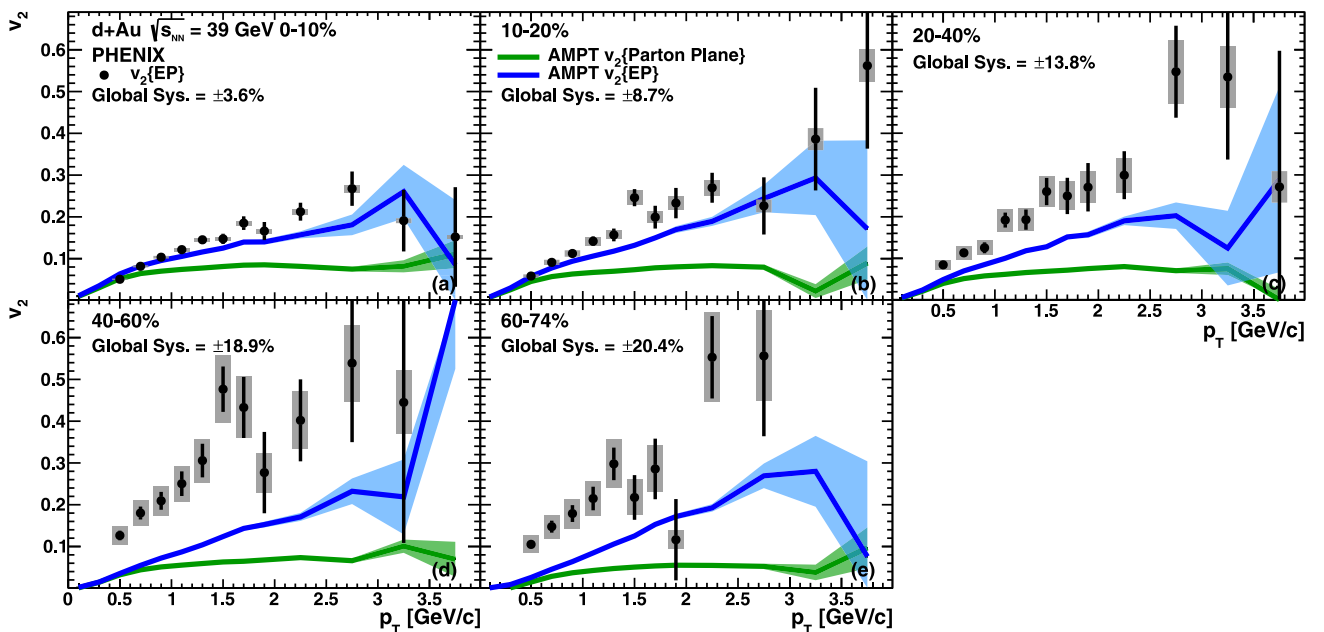 v₂
0.6
0.5
0.4
0.3
0.2
0.1
d+Au √s_NN = 39 GeV 0-10%
PHENIX
v₂{EP}
Global Sys. = ±3.6%
(a)
10-20%
AMPT v₂{Parton Plane}
AMPT v₂{EP}
Global Sys. = ±8.7%
(b)
20-40%
Global Sys. = ±13.8%
(c)
0.5 1 1.5 2 2.5 3 3.5
p_T [GeV/c]
v₂
0.6
0.5
0.4
0.3
0.2
0.1
40-60%
Global Sys. = ±18.9%
(d)
60-74%
Global Sys. = ±20.4%
(e)
0 0.5 1 1.5 2 2.5 3 3.5
p_T [GeV/c]
0.5 1 1.5 2 2.5 3 3.5
p_T [GeV/c]